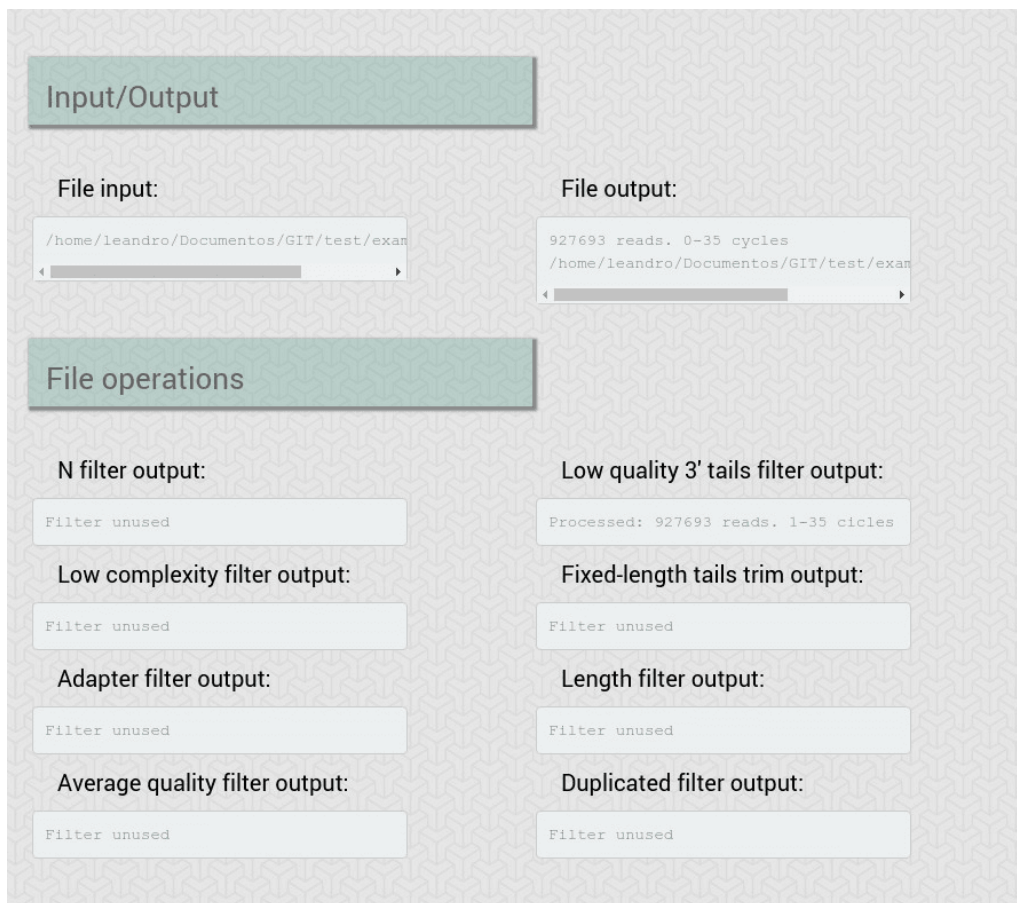 Input/Output
File input:
File output:
/home/leandro/Documentos/GIT/test/exam
927693 reads. 0-35 cycles
/home/leandro/Documentos/GIT/test/exam
File operations
N filter output:
Low quality 3' tails filter output:
Filter unused
Processed: 927693 reads. 1-35 cicles
Low complexity filter output:
Fixed-length tails trim output:
Filter unused
Filter unused
Adapter filter output:
Length filter output:
Filter unused
Filter unused
Average quality filter output:
Duplicated filter output:
Filter unused
Filter unused